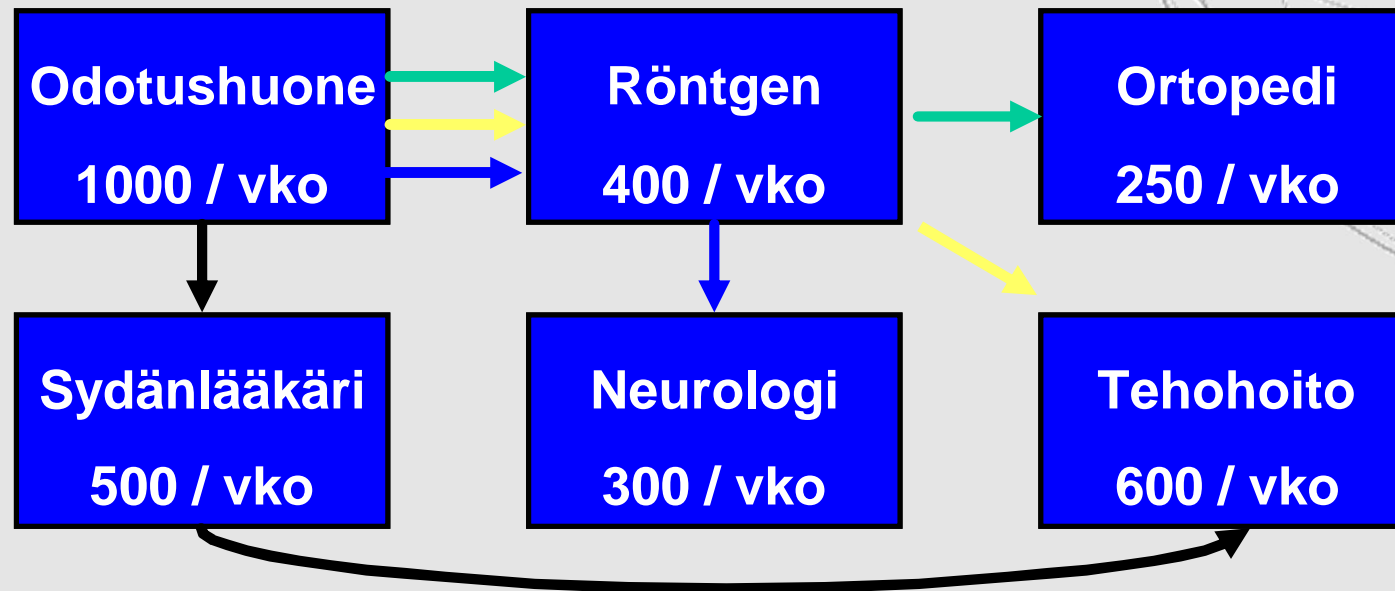 Odotushuone
1000 / vko
Röntgen
400 / vko
Ortopedi
250 / vko
Sydänlääkäri
500 / vko
Neurologi
300 / vko
Tehohoito
600 / vko